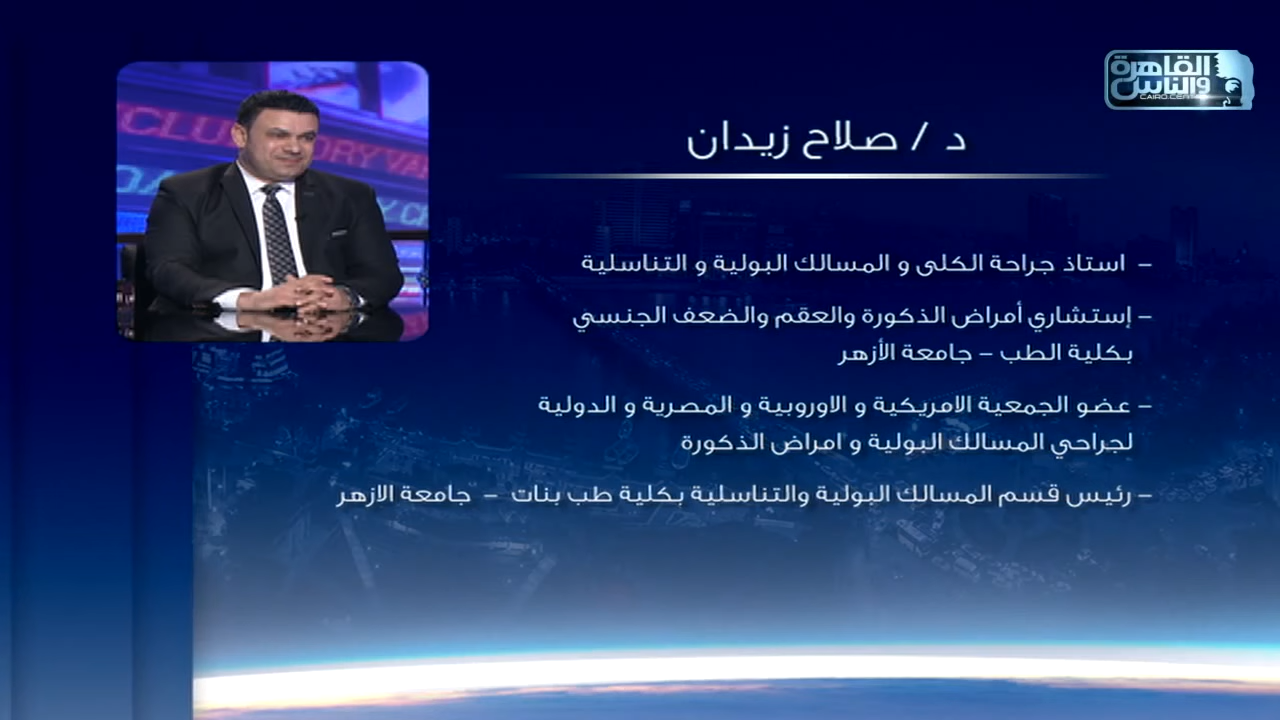 القاهرة
والناس
د / صلاح زيدان
- استاذ جراحة الكلى و المسالك البولية و التناسلية
- إستشاري أمراض الذكورة والعقم والضعف الجنسي
بكلية الطب - جامعة الأزهر
- عضو الجمعية الامريكية و الاوروبية و المصرية و الدولية
لجراحي المسالك البولية و امراض الذكورة
- رئيس قسم المسالك البولية والتناسلية بكلية طب بنات - جامعة الازهر